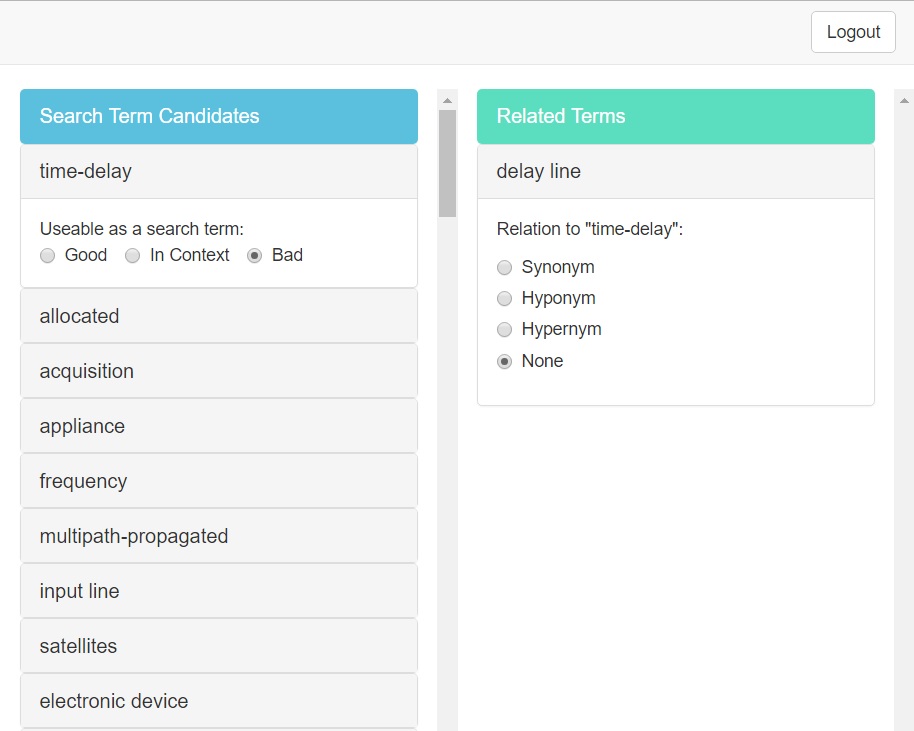 Logout
Search Term Candidates
time-delay
Useable as a search term:
Good In Context Bad
allocated
acquisition
appliance
frequency
multipath-propagated
input line
satellites
electronic device
Related Terms
delay line
Relation to "time-delay":
Synonym
Hyponym
Hypernym
None